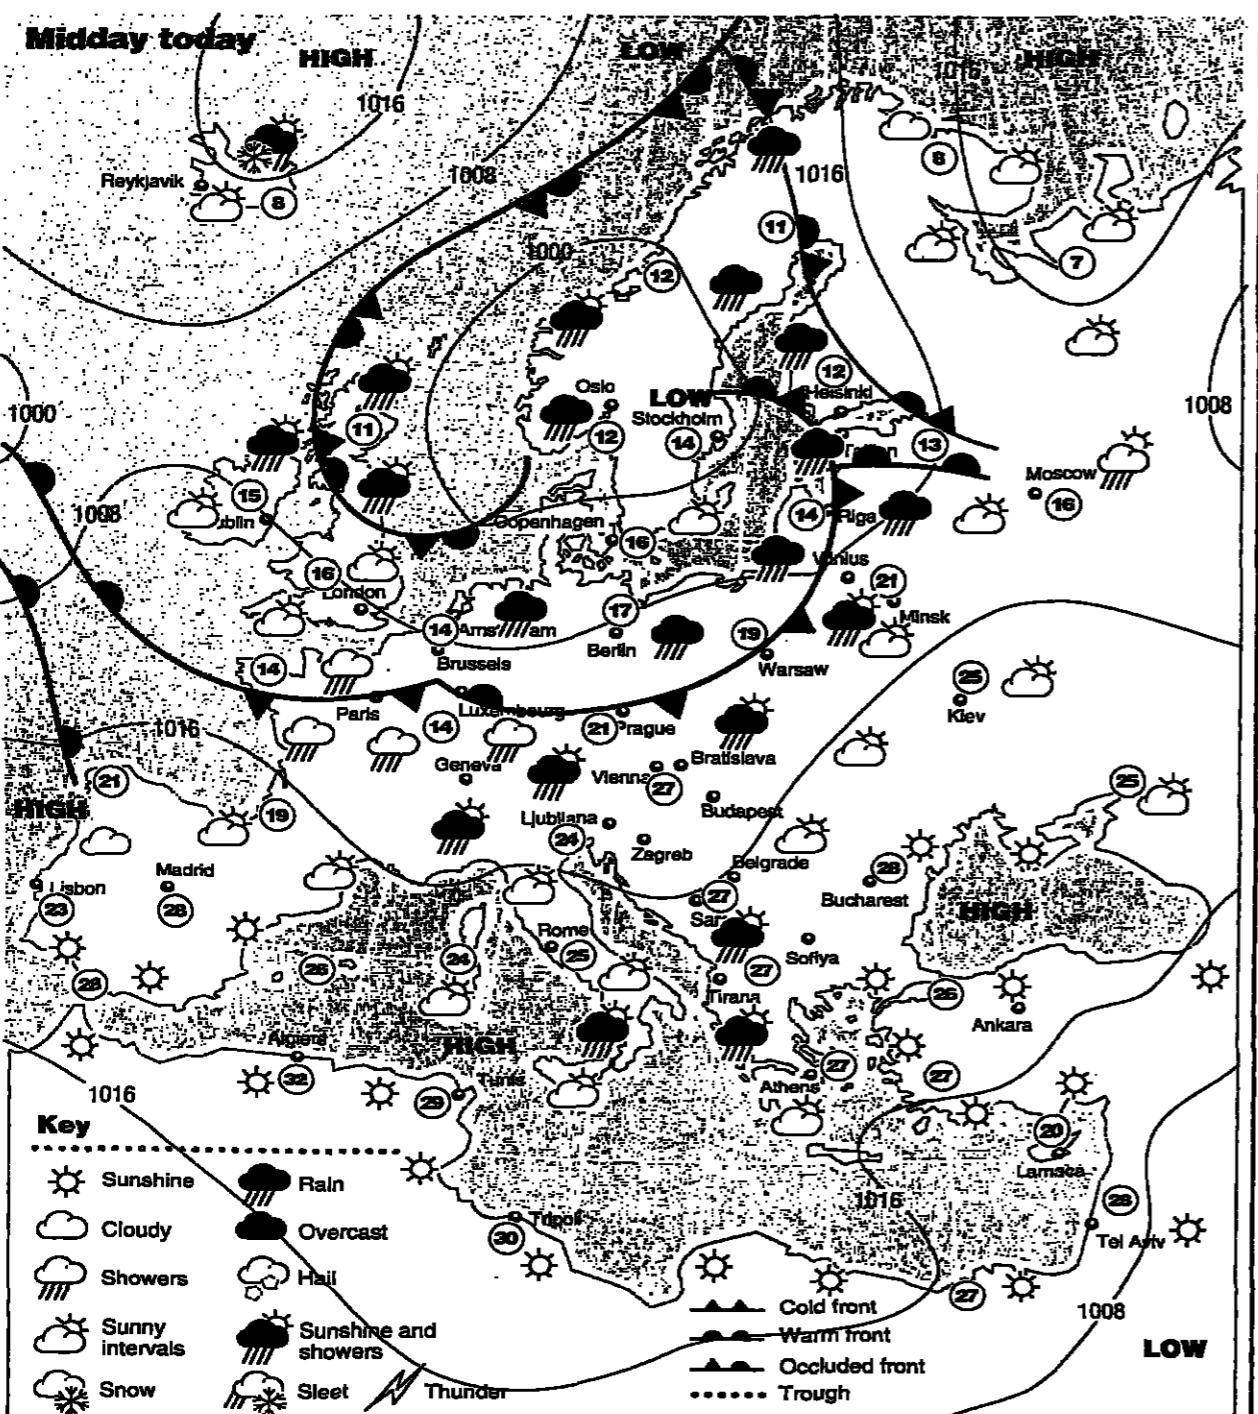 Midday today
HIGH
LOW
HIGH
1016
1016
1008
1016
Reykjavik
8
8
11
7
1000
12
1000
Oslo
LOW
12
Helsinki
1008
11
12
Stockholm
14
13
Moscow
16
15
1008
14
Riga
Copenhagen
16
Vilnius
21
16
London
17
Minsk
14
Berlin
19
Brussels
Warsaw
14
25
Kiev
Paris
Luxembourg
14
21
Prague
1016
Geneva
Vienna
Bratislava
27
21
HIGH
19
25
Ljubljana
24
Budapest
Zagreb
Belgrade
Madrid
28
Lisbon
23
28
Bucharest
27
HIGH
Rome
25
24
Sofiya
26
27
Tirana
26
Ankara
HIGH
Algiers
32
Tunis
29
Athens
27
27
1016
20
Larnaca
1016
28
Tel Aviv
Tripoli
30
27
1008
LOW
Key
Sunshine
Rain
Cloudy
Overcast
Showers
Hail
Sunny intervals
Sunshine and showers
Snow
Sleet
Thunder
Cold front
Warm front
Occluded front
Trough